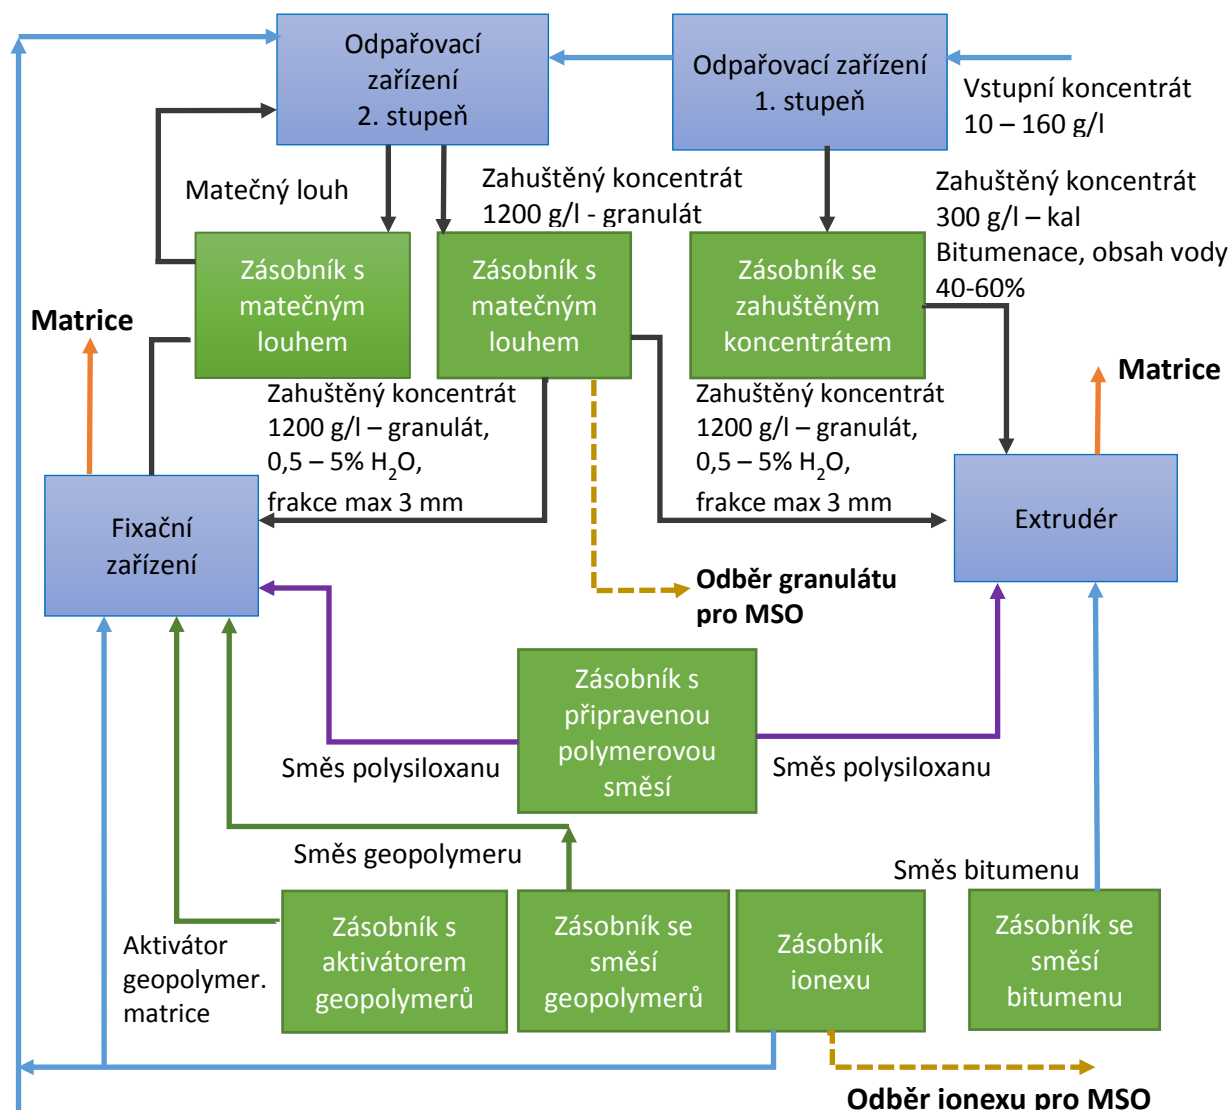 Odpařovací
zařízení
2. stupeň
Odpařovací zařízení
1. stupeň
Vstupní koncentrát
10 – 160 g/l
Matečný louh
Zahuštěný koncentrát
1200 g/l - granulát
Zahuštěný koncentrát
300 g/l – kal
Bitumenace, obsah vody
40-60%
Zásobník s
matečným
louhem
Zásobník s
matečným
louhem
Zásobník se
zahuštěným
koncentrátem
Matrice
Matrice
Zahuštěný koncentrát
1200 g/l – granulát,
0,5 – 5% H₂O,
frakce max 3 mm
Zahuštěný koncentrát
1200 g/l – granulát,
0,5 – 5% H₂O,
frakce max 3 mm
Fixační
zařízení
Extrudér
Odběr granulátu
pro MSO
Zásobník s
připravenou
polymerovou
směsí
Směs polysiloxanu
Směs polysiloxanu
Směs geopolymeru
Směs bitumenu
Aktivátor
geopolymer.
matrice
Zásobník s
aktivátorem
geopolymerů
Zásobník se
směsí
geopolymerů
Zásobník
ionexu
Zásobník se
směsí
bitumenu
Odběr ionexu pro MSO